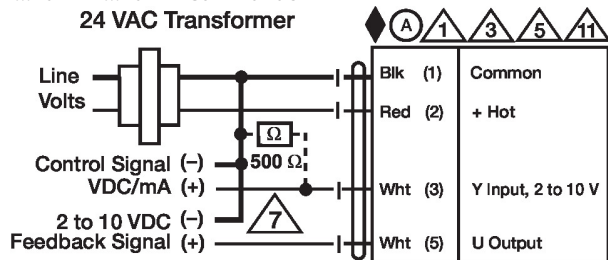 24 VAC Transformer
A 1 3 5 11
Line
Volts
Blk (1) Common
Red (2) + Hot
Ω
500 Ω
Control Signal (–)
VDC/mA (+)
Wht (3) Y Input, 2 to 10 V
7
2 to 10 VDC (–)
Feedback Signal (+)
Wht (5) U Output